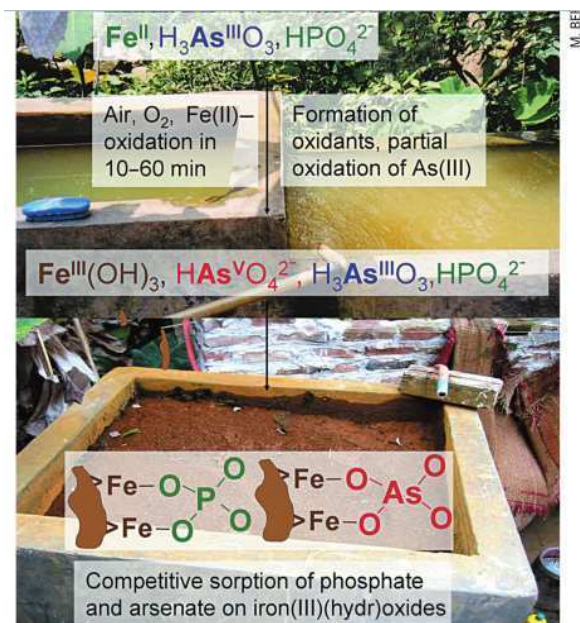 Fe^II, H3As^IIIO3, HPO4^2-
Air, O2, Fe(II)–
oxidation in
10–60 min
Formation of
oxidants, partial
oxidation of As(III)
Fe^III(OH)3, HAs^VO4^2-, H3As^IIIO3, HPO4^2-
>Fe–O P O O
>Fe–O
>Fe–O As O O
>Fe–O
Competitive sorption of phosphate
and arsenate on iron(III)(hydr)oxides